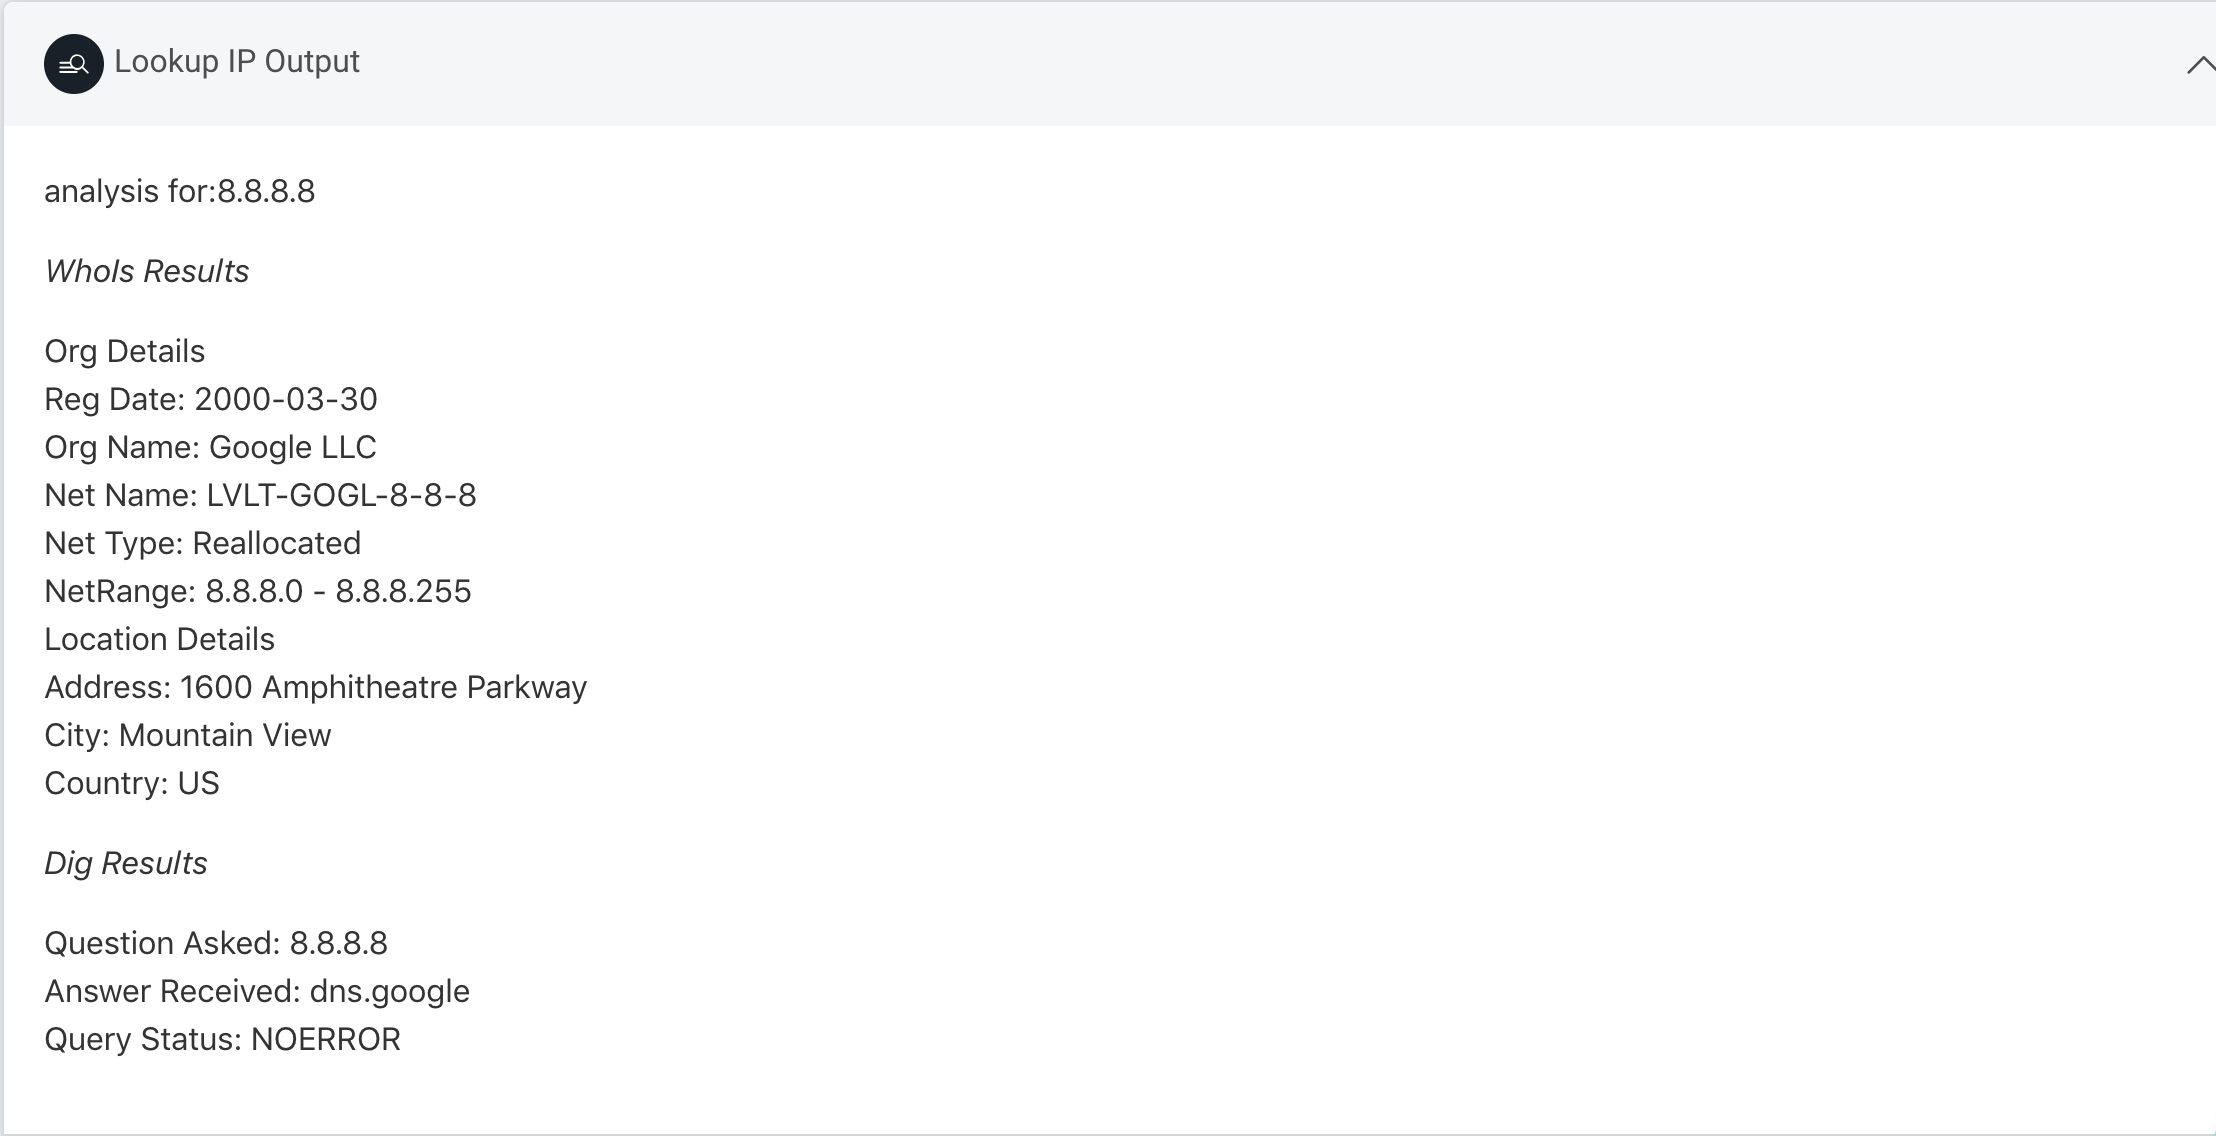 Lookup IP Output
analysis for:8.8.8.8
WhoIs Results
Org Details
Reg Date: 2000-03-30
Org Name: Google LLC
Net Name: LVLT-GOGL-8-8-8
Net Type: Reallocated
NetRange: 8.8.8.0 - 8.8.8.255
Location Details
Address: 1600 Amphitheatre Parkway
City: Mountain View
Country: US
Dig Results
Question Asked: 8.8.8.8
Answer Received: dns.google
Query Status: NOERROR